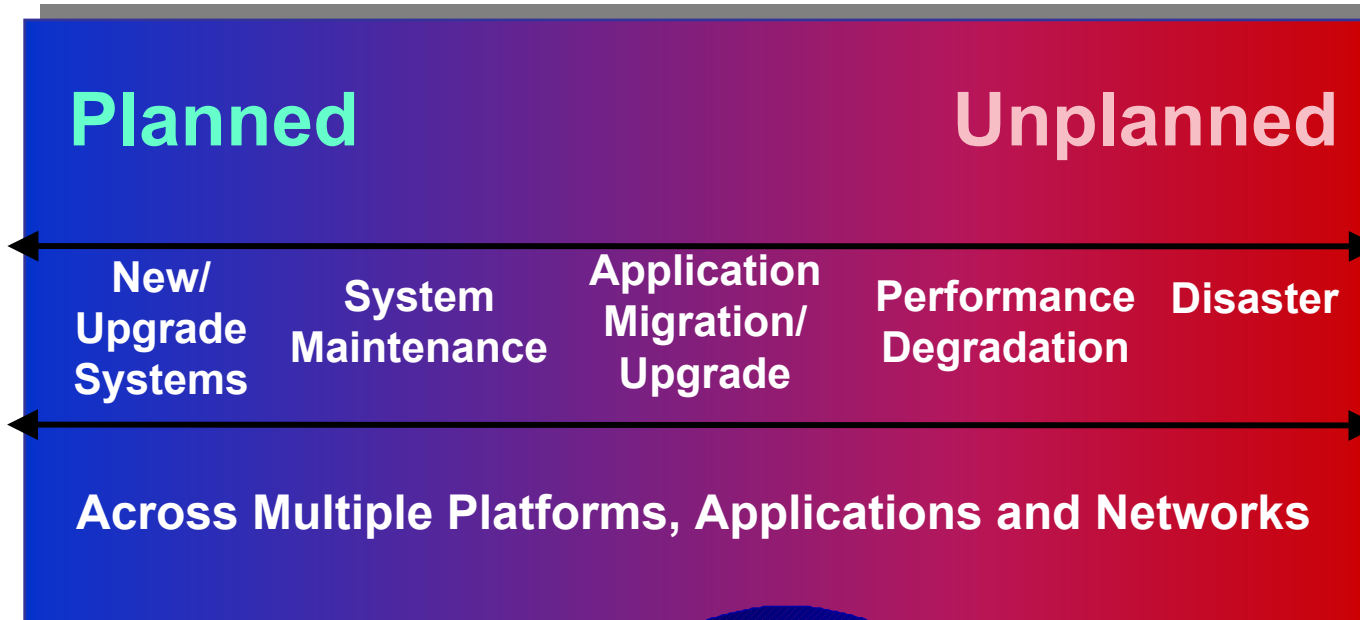 Planned
Unplanned
New/
Upgrade
Systems
System
Maintenance
Application
Migration/
Upgrade
Performance
Degradation
Disaster
Across Multiple Platforms, Applications and Networks